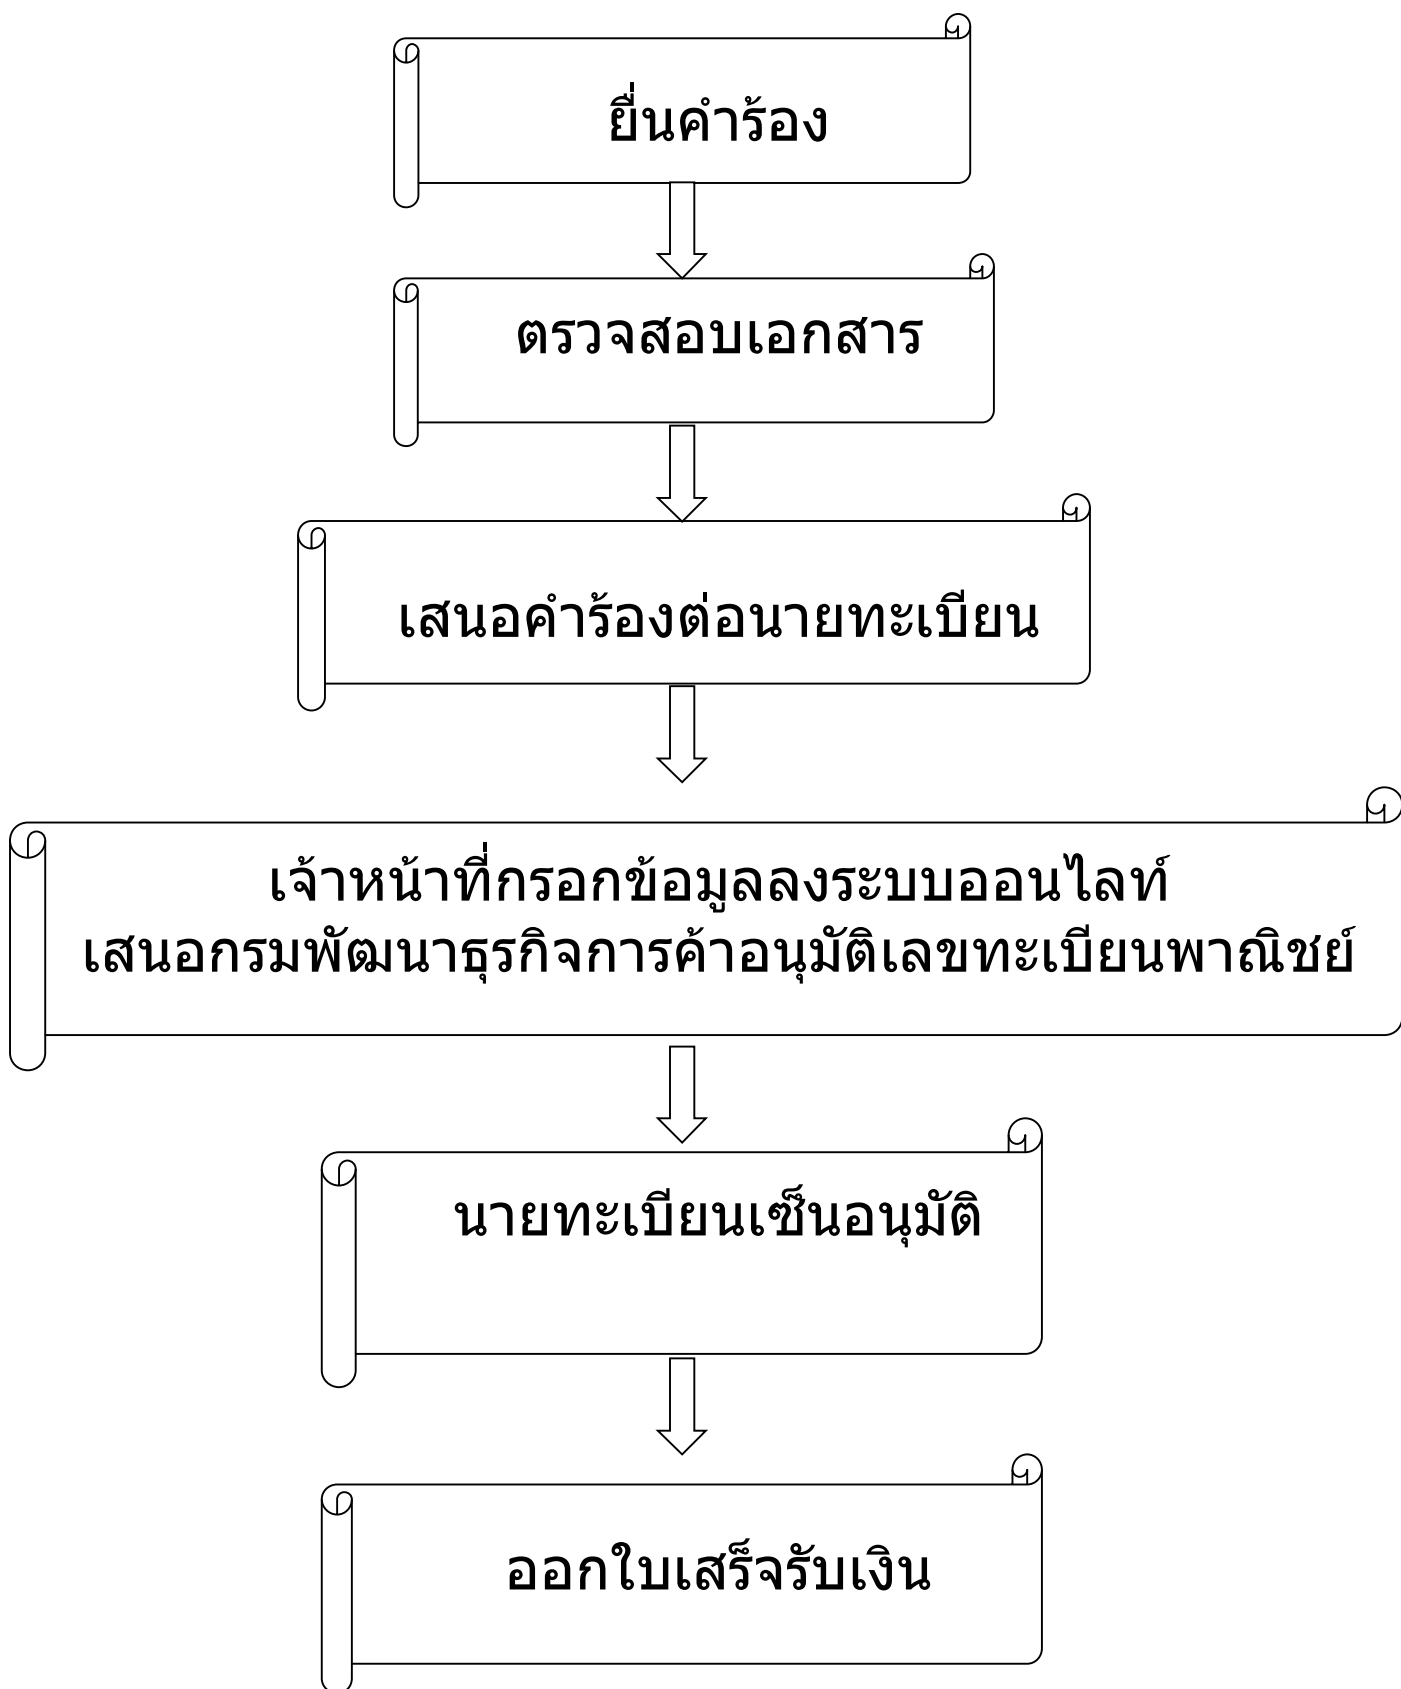 ยื่นคำร้อง
ตรวจสอบเอกสาร
เสนอคำร้องต่อนายทะเบียน
เจ้าหน้าที่กรอกข้อมูลลงระบบออนไลท์
เสนอกรมพัฒนาธุรกิจการค้าอนุมัติเลขทะเบียนพาณิชย์
นายทะเบียนเซ็นอนุมัติ
ออกใบเสร็จรับเงิน